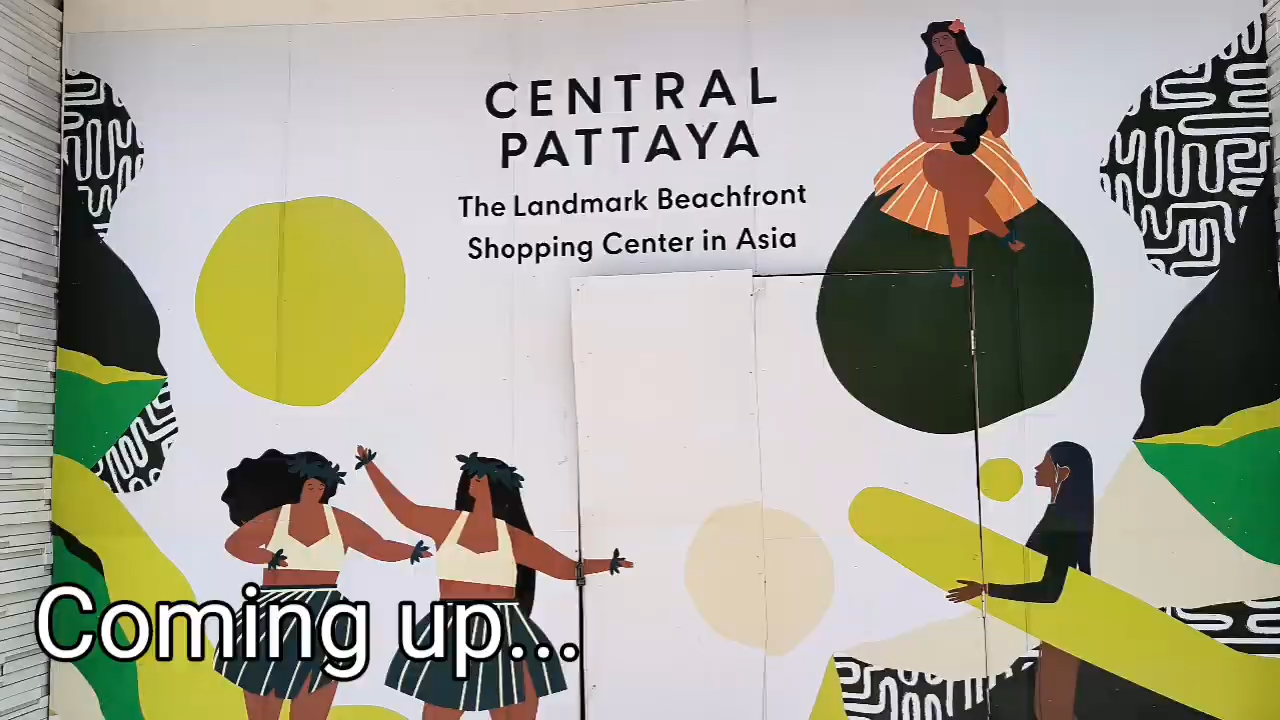 CENTRAL
PATTAYA
The Landmark Beachfront
Shopping Center in Asia
Coming up...